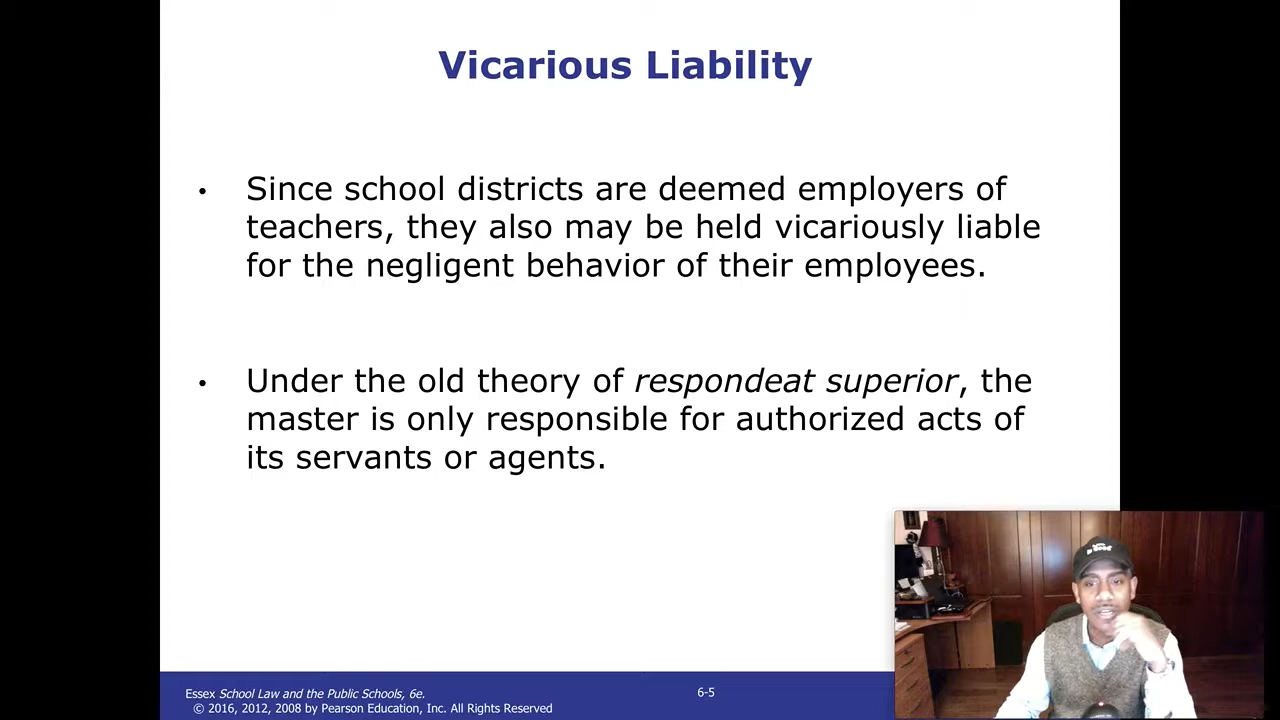 Vicarious Liability
• Since school districts are deemed employers of
teachers, they also may be held vicariously liable
for the negligent behavior of their employees.
• Under the old theory of respondeat superior, the
master is only responsible for authorized acts of
its servants or agents.
Essex School Law and the Public Schools, 6e.
© 2016, 2012, 2008 by Pearson Education, Inc. All Rights Reserved
6-5